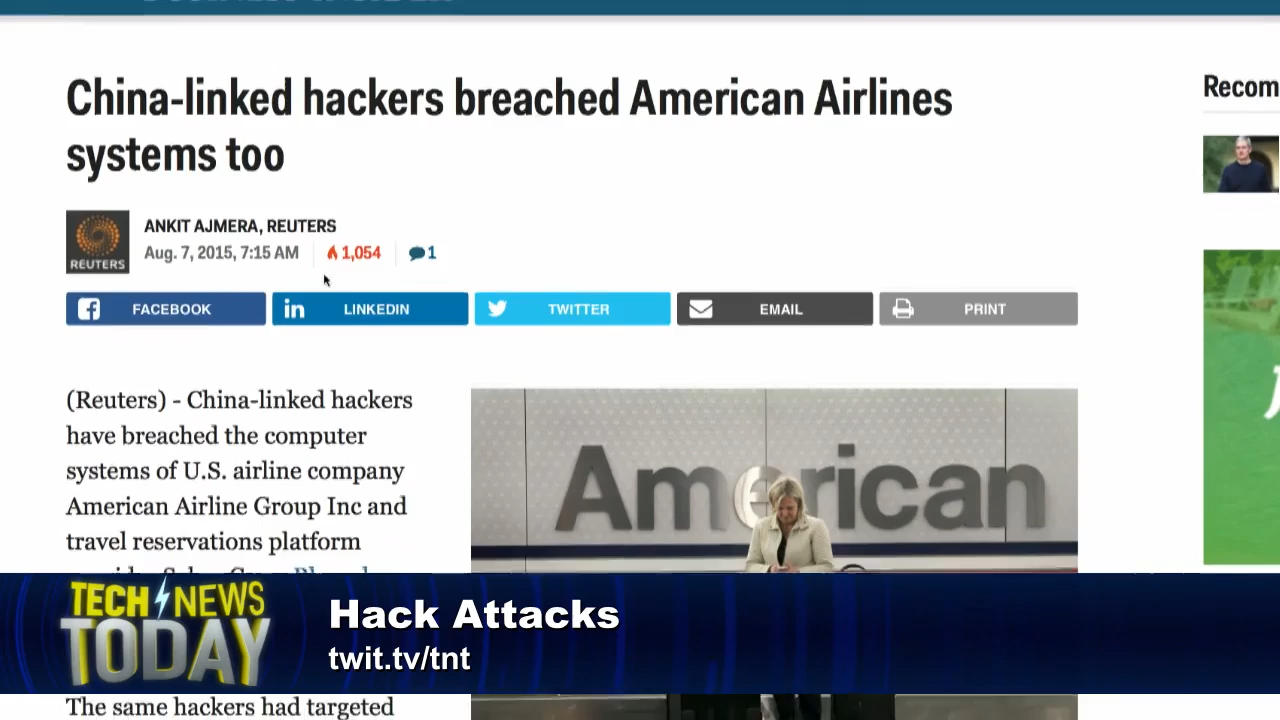 China-linked hackers breached American Airlines
systems too
Recom
REUTERS
ANKIT AJMERA, REUTERS
Aug. 7, 2015, 7:15 AM
1,054
1
FACEBOOK
LINKEDIN
TWITTER
EMAIL
PRINT
(Reuters) - China-linked hackers
have breached the computer
systems of U.S. airline company
American Airline Group Inc and
travel reservations platform
American
TECH NEWS
TODAY
Hack Attacks
twit.tv/tnt
The same hackers had targeted